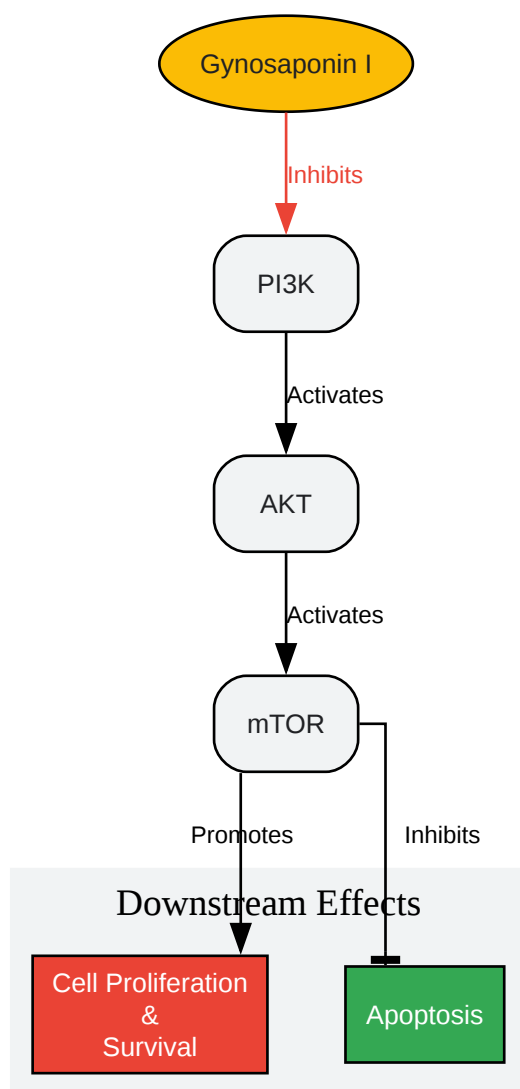 Gynosaponin I
Inhibits
PI3K
Activates
AKT
Activates
mTOR
Promotes
Inhibits
Downstream Effects
Cell Proliferation
&
Survival
Apoptosis